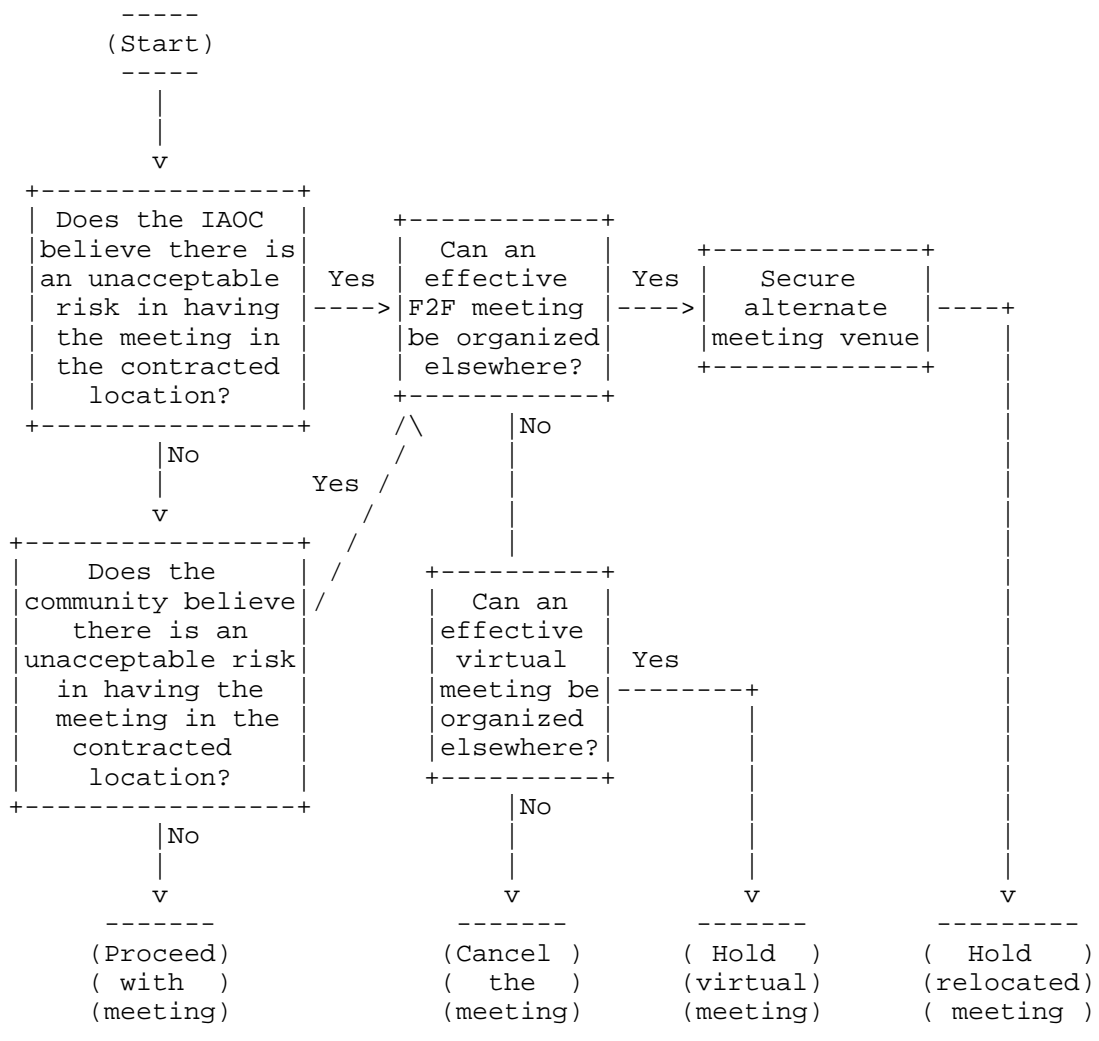 (Start)
Does the IAOC
believe there is
an unacceptable
risk in having
the meeting in
the contracted
location?
Yes
Can an
effective
F2F meeting
be organized
elsewhere?
Yes
Secure
alternate
meeting venue
No
Yes
No
Does the
community believe
there is an
unacceptable risk
in having the
meeting in the
contracted
location?
Can an
effective
virtual
meeting be
organized
elsewhere?
Yes
No
No
(Proceed)
( with )
(meeting)
(Cancel )
( the )
(meeting)
( Hold )
(virtual)
(meeting)
( Hold )
(relocated)
( meeting )